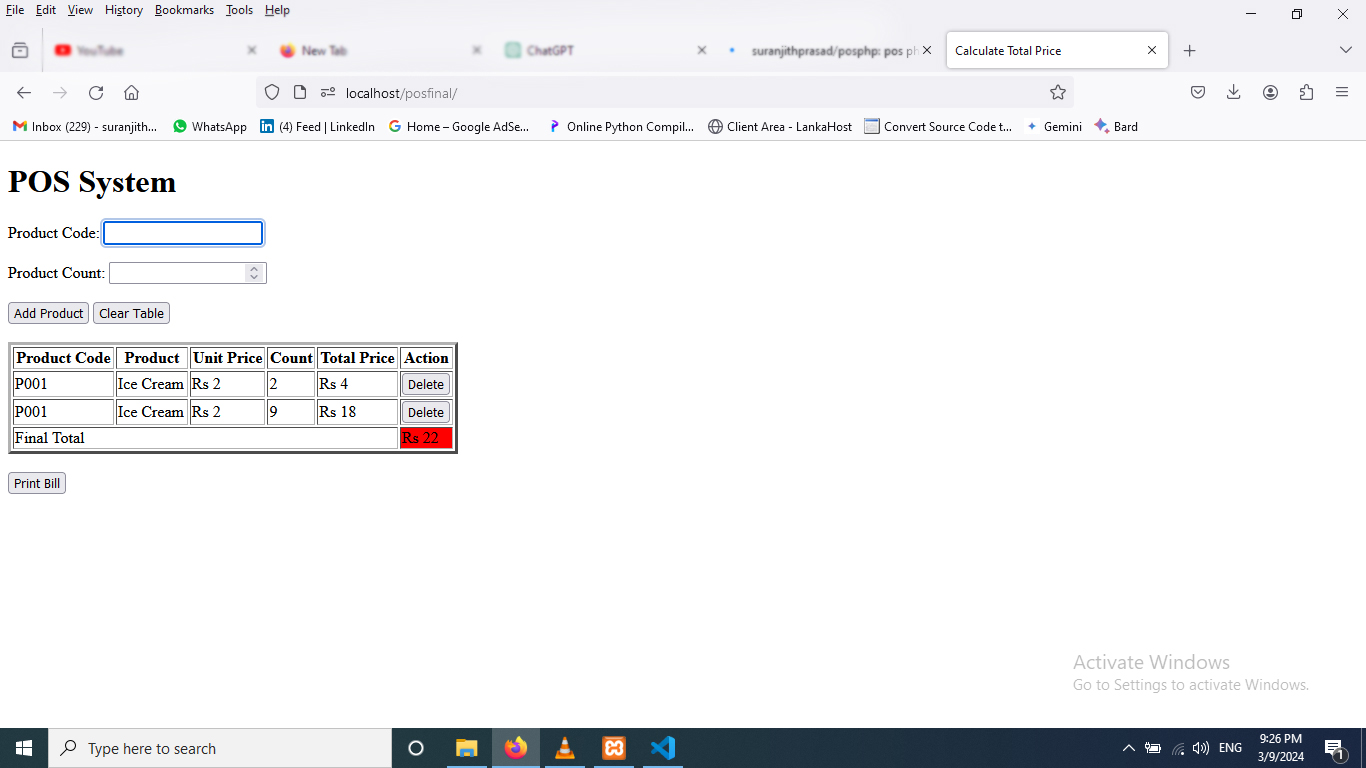 File Edit View History Bookmarks Tools Help
YouTube New Tab ChatGPT suranjithprasad/posphp: pos ph Calculate Total Price
localhost/posfinal/
Inbox (229) - suranjith... WhatsApp (4) Feed | LinkedIn Home – Google AdSe... Online Python Compil... Client Area - LankaHost Convert Source Code t... Gemini Bard
POS System
Product Code:
Product Count:
Add Product Clear Table
Product Code Product Unit Price Count Total Price Action
P001 Ice Cream Rs 2 2 Rs 4 Delete
P001 Ice Cream Rs 2 9 Rs 18 Delete
Final Total Rs 22
Print Bill
Activate Windows
Go to Settings to activate Windows.
Type here to search ENG 9:26 PM
3/9/2024 1